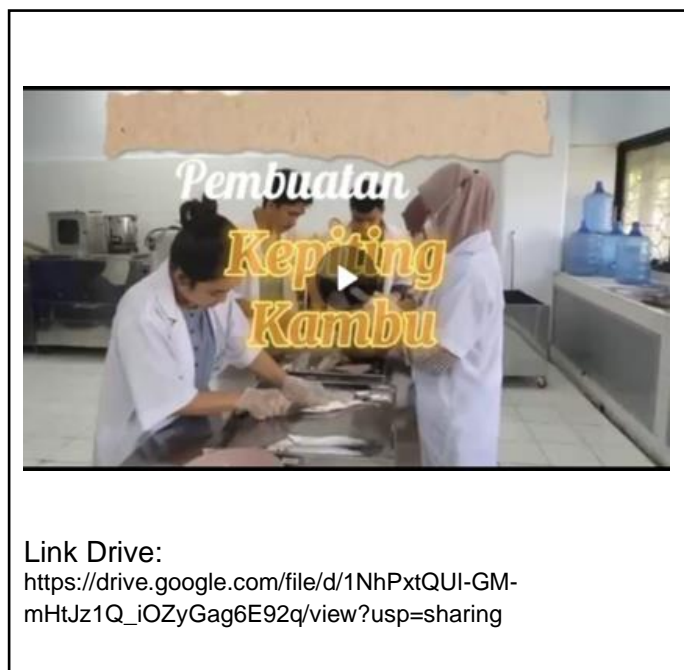 Pembuatan
Kepiting
Kambu
Link Drive:
https://drive.google.com/file/d/1NhPxtQUI-GM-
mHtJz1Q_iOZyGag6E92q/view?usp=sharing